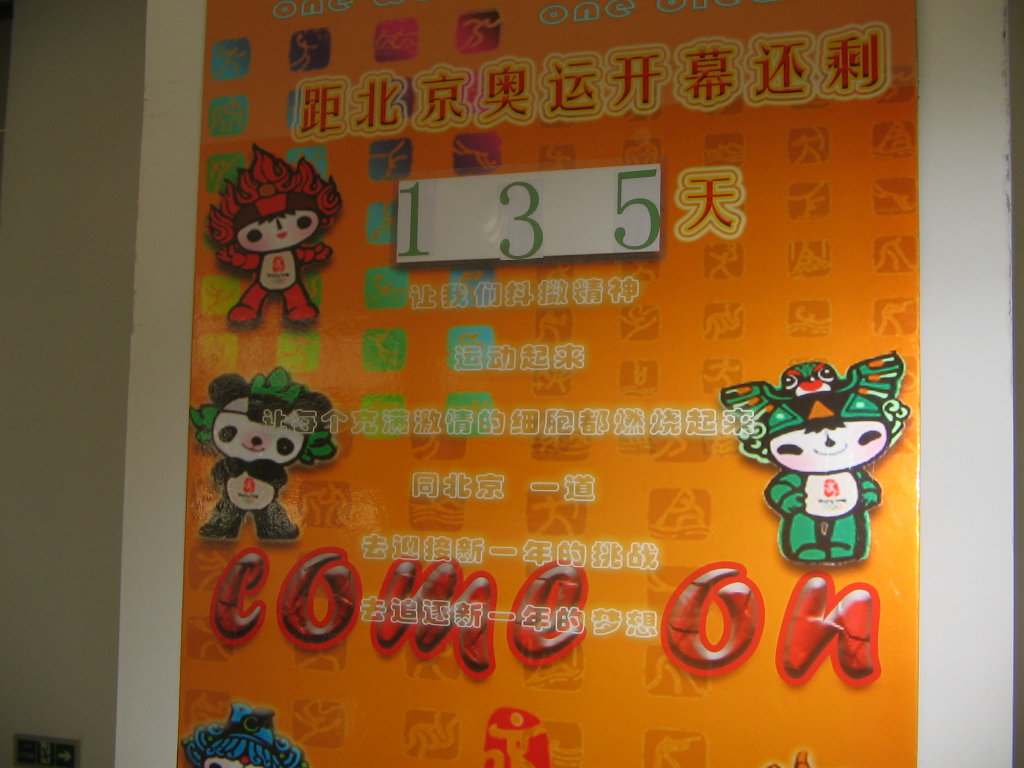 one
one
距北京奥运开幕还剩
135天
让我们抖擞精神
运动起来
让每个充满激情的细胞都燃烧起来
同北京 一道
去迎接新一年的挑战
去追逐新一年的梦想
come on